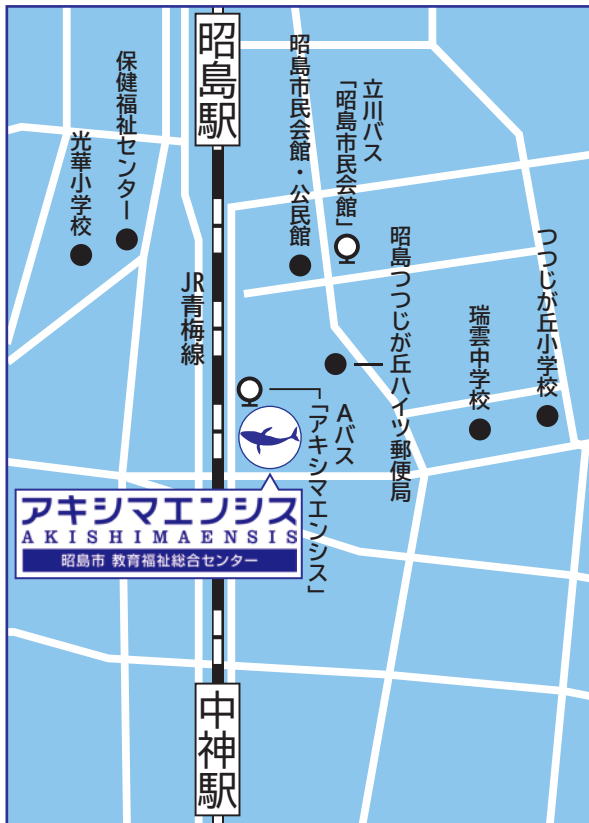 昭島駅
保健福祉センター
光華小学校
昭島市民会館・公民館
立川バス
「昭島市民会館」
JR青梅線
昭島つつじが丘ハイツ郵便局
つつじが丘小学校
瑞雲中学校
Aバス
「アキシマエンシス」
アキシマエンシス
AKISHIMAENSIS
昭島市 教育福祉総合センター
中神駅